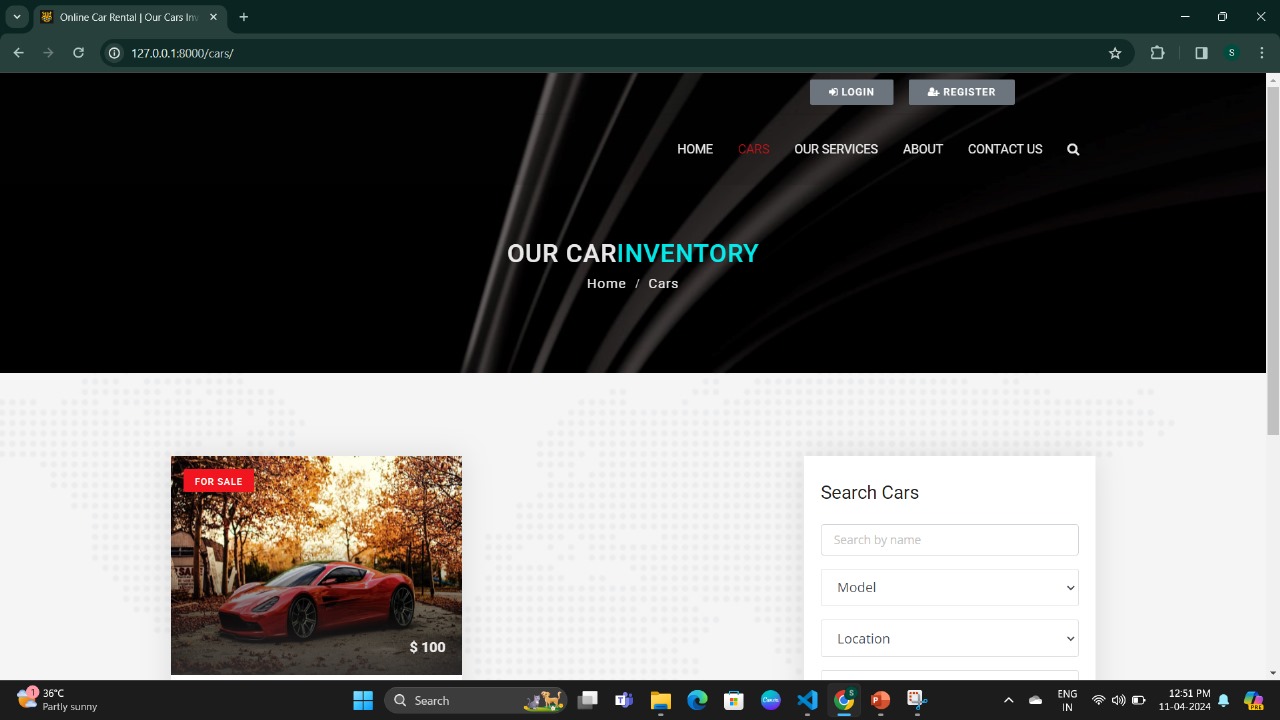 Online Car Rental | Our Cars Inv
127.0.0.1:8000/cars/
S
LOGIN
REGISTER
HOME
CARS
OUR SERVICES
ABOUT
CONTACT US
OUR CARINVENTORY
Home / Cars
FOR SALE
$ 100
Search Cars
Search by name
Model
Location
1
36°C
Partly sunny
Search
S
ENG
IN
12:51 PM
11-04-2024